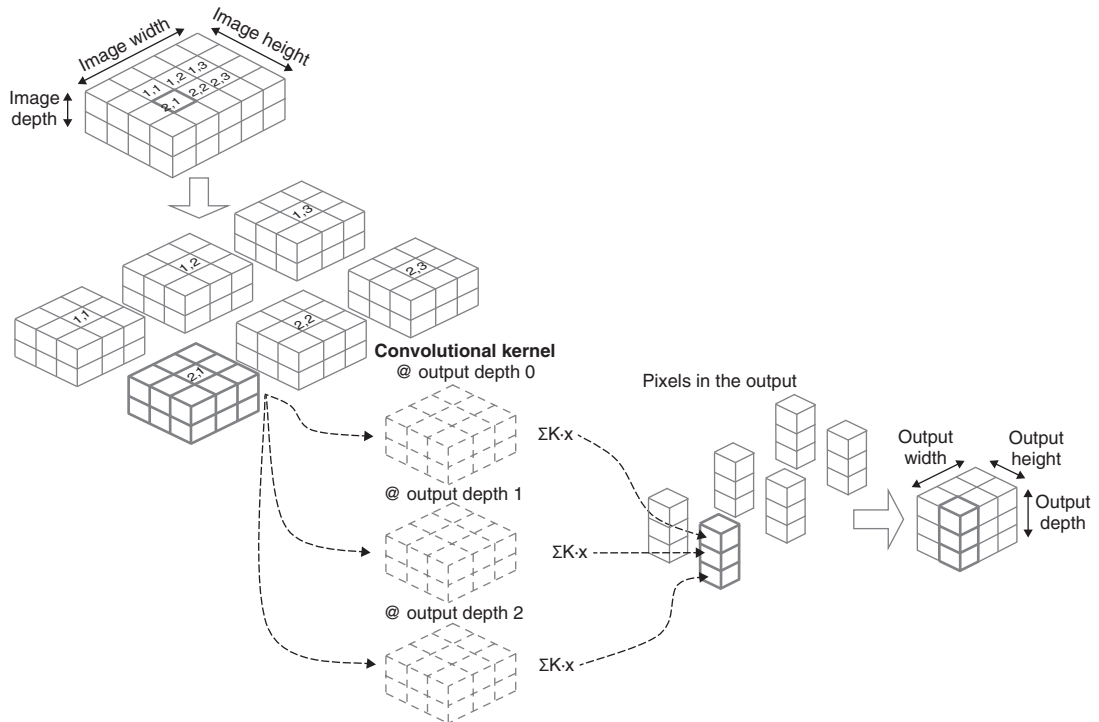 Image width
Image height
Image
depth
1,1
1,2
1,3
2,1
2,2
2,3
1,3
1,2
2,3
1,1
2,2
2,1
Convolutional kernel
@ output depth 0
ΣK·x
@ output depth 1
ΣK·x
@ output depth 2
ΣK·x
Pixels in the output
Output
width
Output
height
Output
depth